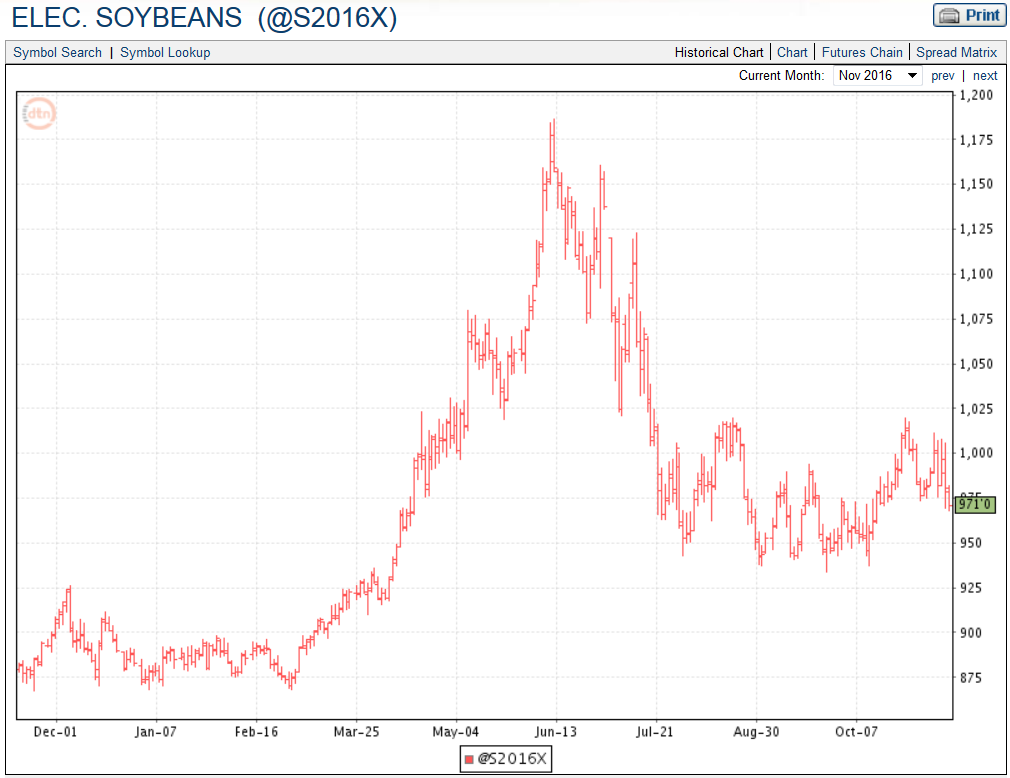 ELEC. SOYBEANS (@S2016X)
Print
Symbol Search | Symbol Lookup
Historical Chart | Chart | Futures Chain | Spread Matrix
Current Month: Nov 2016 prev | next
dtn
1,200
1,175
1,150
1,125
1,100
1,075
1,050
1,025
1,000
975
971'0
950
925
900
875
Dec-01 Jan-07 Feb-16 Mar-25 May-04 Jun-13 Jul-21 Aug-30 Oct-07
@S2016X